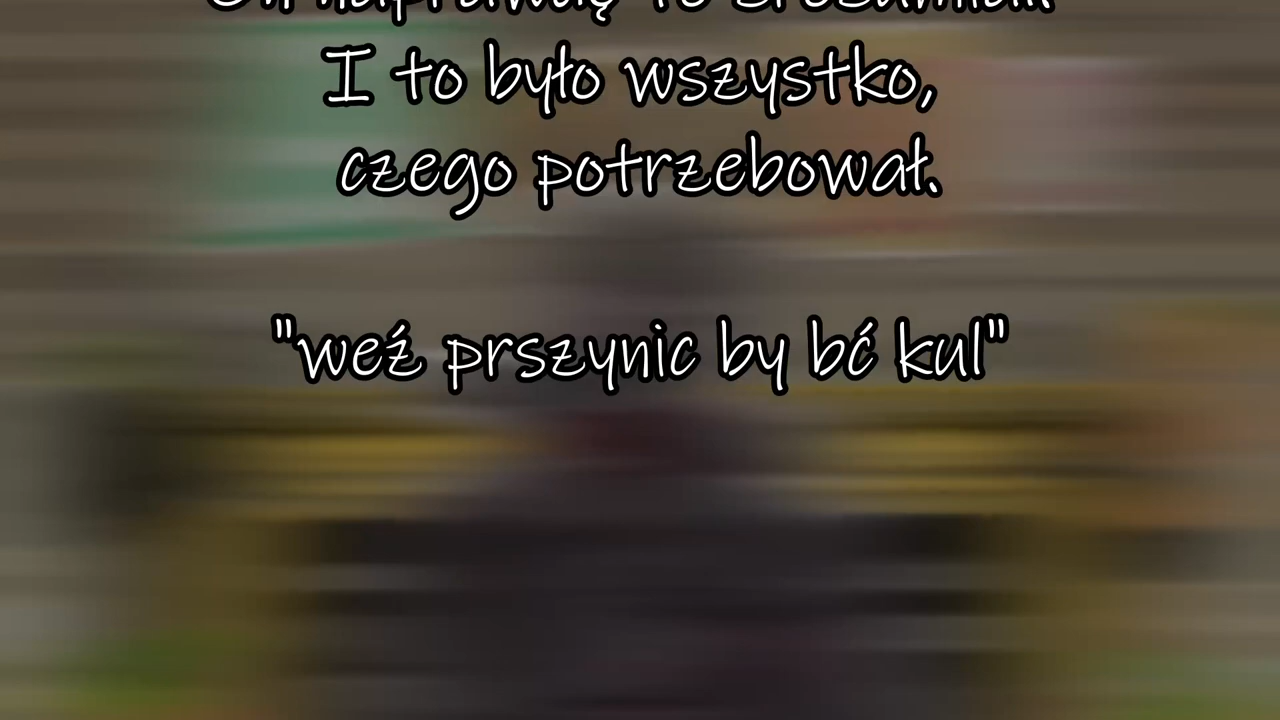 I to było wszystko,
czego potrzebował.
"weź prszynic by bć kul"